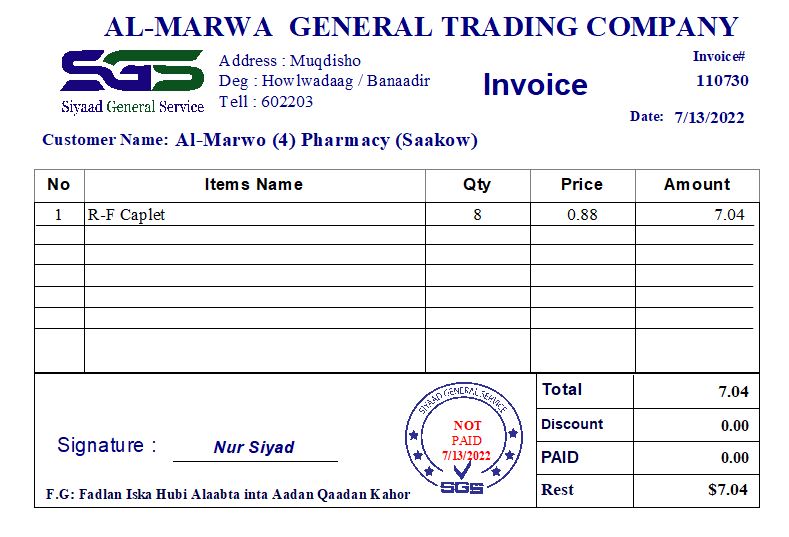 AL-MARWA GENERAL TRADING COMPANY
SGS
Siyaad General Service
Address : Muqdisho
Deg : Howlwadaag / Banaadir
Tell : 602203
Invoice
Invoice#
110730
Date: 7/13/2022
Customer Name: Al-Marwo (4) Pharmacy (Saakow)
No Items Name Qty Price Amount
1 R-F Caplet 8 0.88 7.04
Total 7.04
Discount 0.00
PAID 0.00
Rest $7.04
Signature : Nur Siyad
SIYAAD GENERAL SERVICE
NOT
PAID
7/13/2022
SGS
F.G: Fadlan Iska Hubi Alaabta inta Aadan Qaadan Kahor